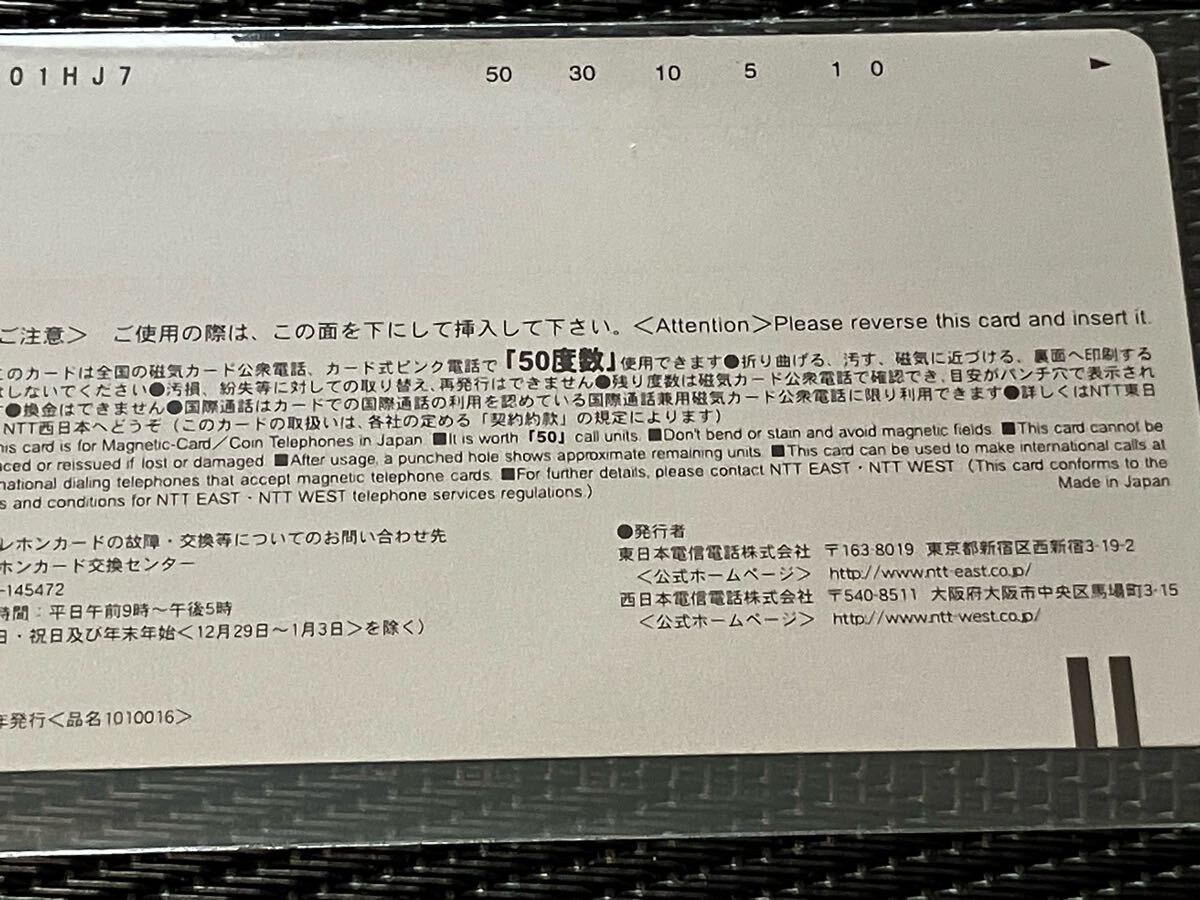 01HJ7 50 30 10 5 1 0 ►
ご注意＞ ご使用の際は、この面を下にして挿入して下さい。＜Attention＞Please reverse this card and insert it.
このカードは全国の磁気カード公衆電話、カード式ピンク電話で「50度数」使用できます●折り曲げる、汚す、磁気に近づける、裏面へ印刷する
はしないでください●汚損、紛失等に対しての取り替え、再発行はできません●残り度数は磁気カード公衆電話で確認でき、目安がパンチ穴で表示され
●換金はできません●国際通話はカードでの国際通話の利用を認めている国際通話兼用磁気カード公衆電話に限り利用できます●詳しくはNTT東日
NTT西日本へどうぞ（このカードの取扱いは、各社の定める「契約約款」の規定によります）
his card is for Magnetic-Card/Coin Telephones in Japan ■It is worth「50」call units. ■Don't bend or stain and avoid magnetic fields. ■This card cannot be
aced or reissued if lost or damaged. ■After usage, a punched hole shows approximate remaining units. ■This card can be used to make international calls at
national dialing telephones that accept magnetic telephone cards. ■For further details, please contact NTT EAST・NTT WEST（This card conforms to the
s and conditions for NTT EAST・NTT WEST telephone services regulations.）
Made in Japan
レホンカードの故障・交換等についてのお問い合わせ先
ホンカード交換センター
-145472
時間：平日午前9時～午後5時
日・祝日及び年末年始＜12月29日～1月3日＞を除く）
●発行者
東日本電信電話株式会社 〒163-8019 東京都新宿区西新宿3-19-2
＜公式ホームページ＞ http://www.ntt-east.co.jp/
西日本電信電話株式会社 〒540-8511 大阪府大阪市中央区馬場町3-15
＜公式ホームページ＞ http://www.ntt-west.co.jp/
年発行＜品名1010016＞